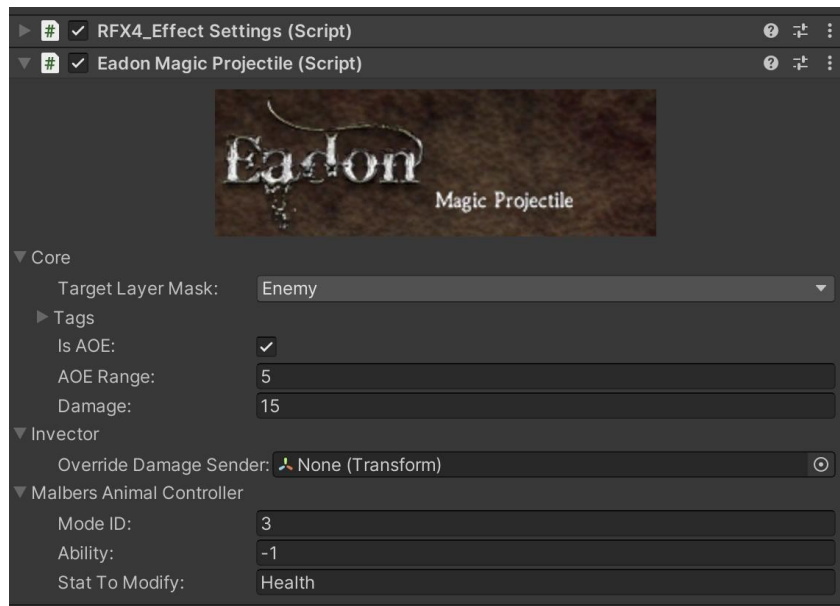 RFX4_Effect Settings (Script)
Eadon Magic Projectile (Script)
Eadon
Magic Projectile
Core
Target Layer Mask: Enemy
Tags
Is AOE:
AOE Range: 5
Damage: 15
Invector
Override Damage Sender: None (Transform)
Malbers Animal Controller
Mode ID: 3
Ability: -1
Stat To Modify: Health